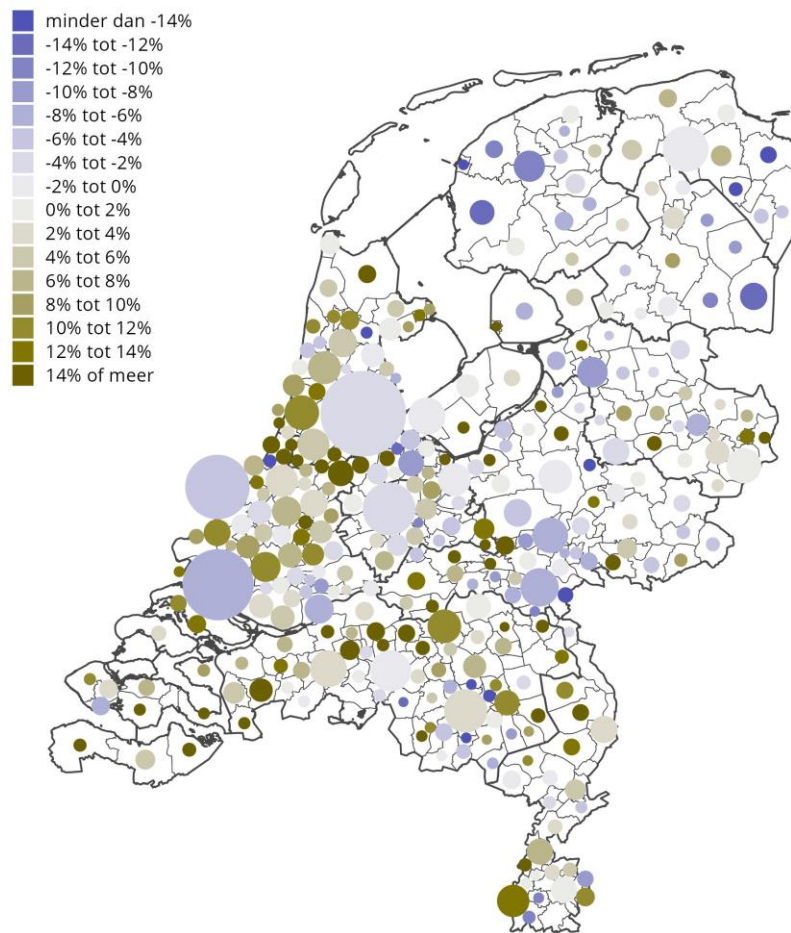 minder dan -14%
-14% tot -12%
-12% tot -10%
-10% tot -8%
-8% tot -6%
-6% tot -4%
-4% tot -2%
-2% tot 0%
0% tot 2%
2% tot 4%
4% tot 6%
6% tot 8%
8% tot 10%
10% tot 12%
12% tot 14%
14% of meer